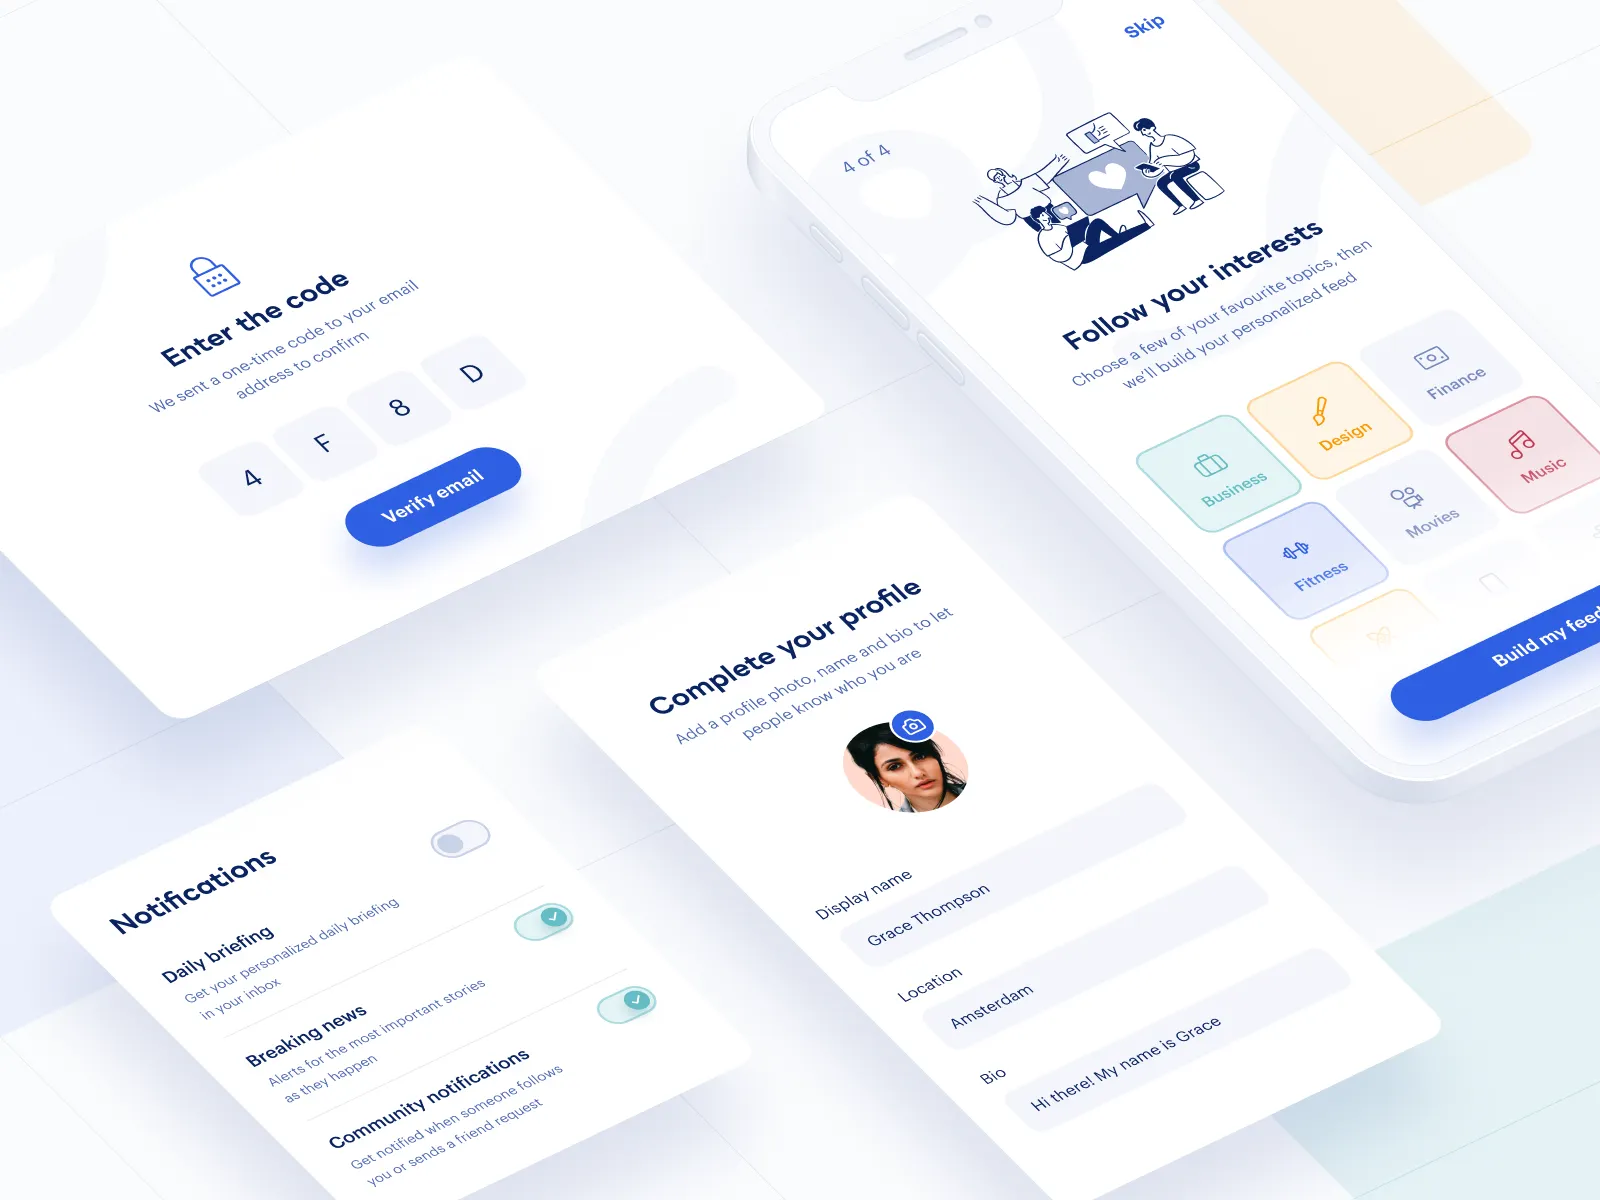 Enter the code
We sent a one-time code to your email
address to confirm
4 F 8 D
Verify email
Skip
4 of 4
Follow your interests
Choose a few of your favourite topics, then
we'll build your personalized feed
Business
Design
Finance
Fitness
Movies
Music
Build my feed
Complete your profile
Add a profile photo, name and bio to let
people know who you are
Display name
Grace Thompson
Location
Amsterdam
Bio
Hi there! My name is Grace
Notifications
Daily briefing
Get your personalized daily briefing
in your inbox
Breaking news
Alerts for the most important stories
as they happen
Community notifications
Get notified when someone follows
you or sends a friend request